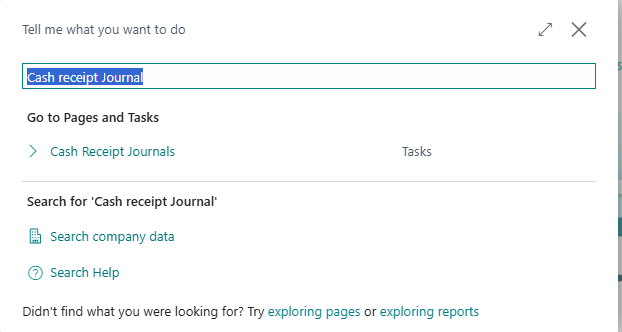 Tell me what you want to do
Cash receipt Journal
Go to Pages and Tasks
Cash Receipt Journals Tasks
Search for 'Cash receipt Journal'
Search company data
Search Help
Didn't find what you were looking for? Try exploring pages or exploring reports